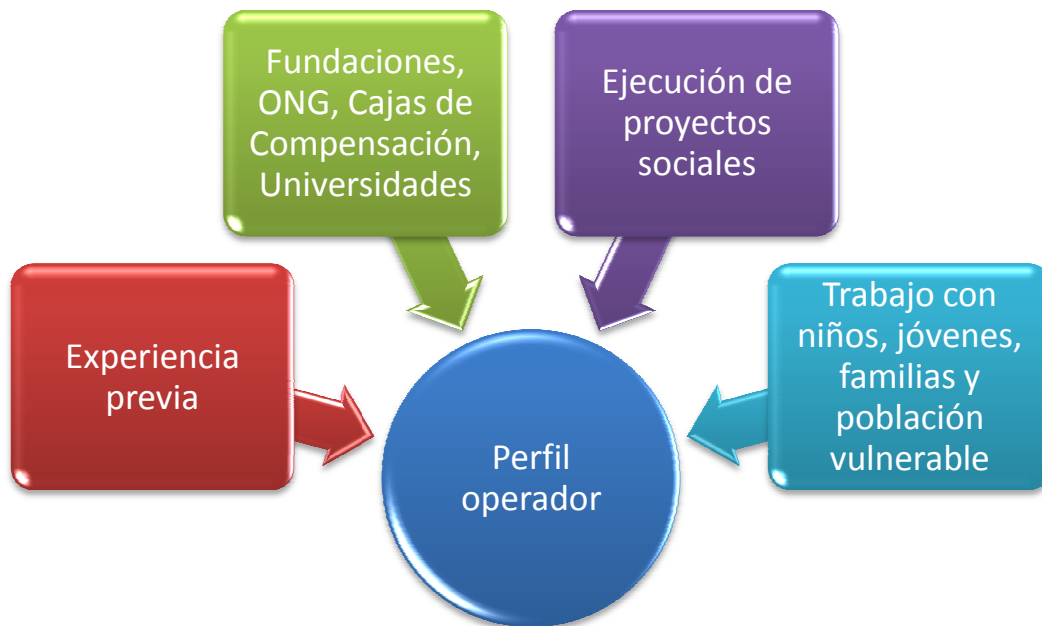 Fundaciones,
ONG, Cajas de
Compensación,
Universidades
Ejecución de
proyectos
sociales
Experiencia
previa
Trabajo con
niños, jóvenes,
familias y
población
vulnerable
Perfil
operador